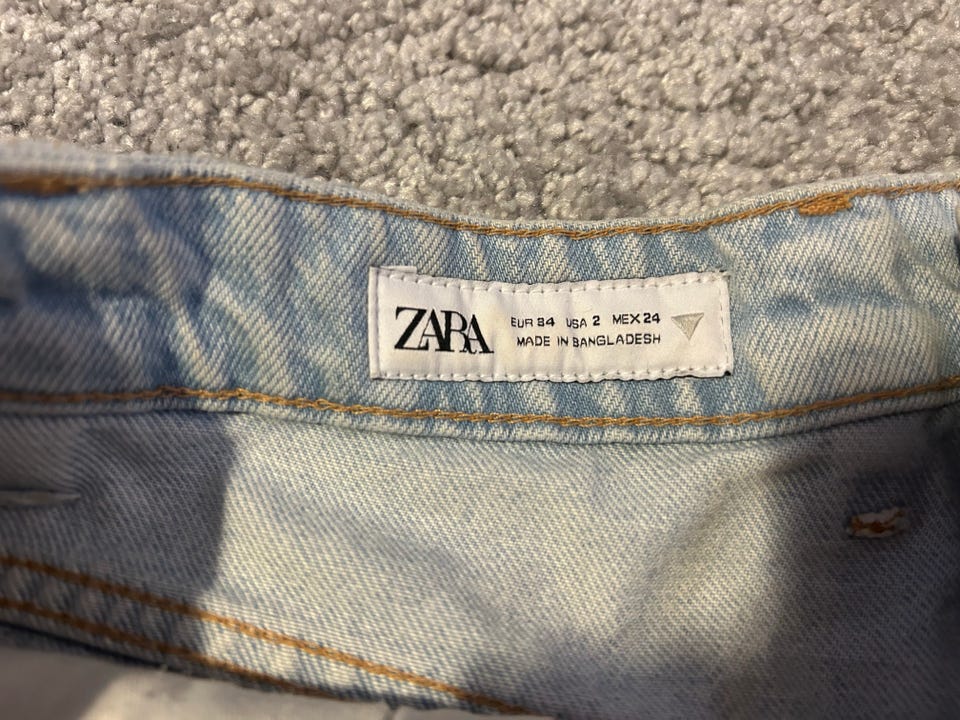 ZARA
EUR 34 USA 2 MEX 24
MADE IN BANGLADESH